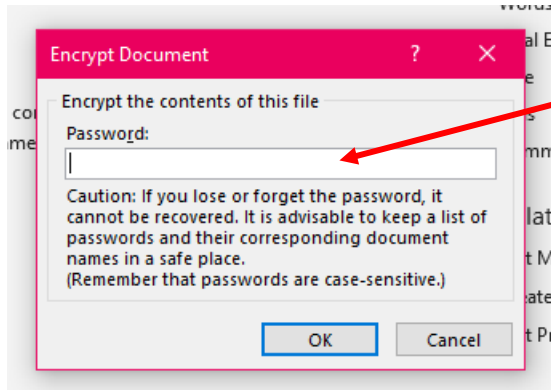 Encrypt Document ? ×
Encrypt the contents of this file
Password:
Caution: If you lose or forget the password, it
cannot be recovered. It is advisable to keep a list of
passwords and their corresponding document
names in a safe place.
(Remember that passwords are case-sensitive.)
OK Cancel